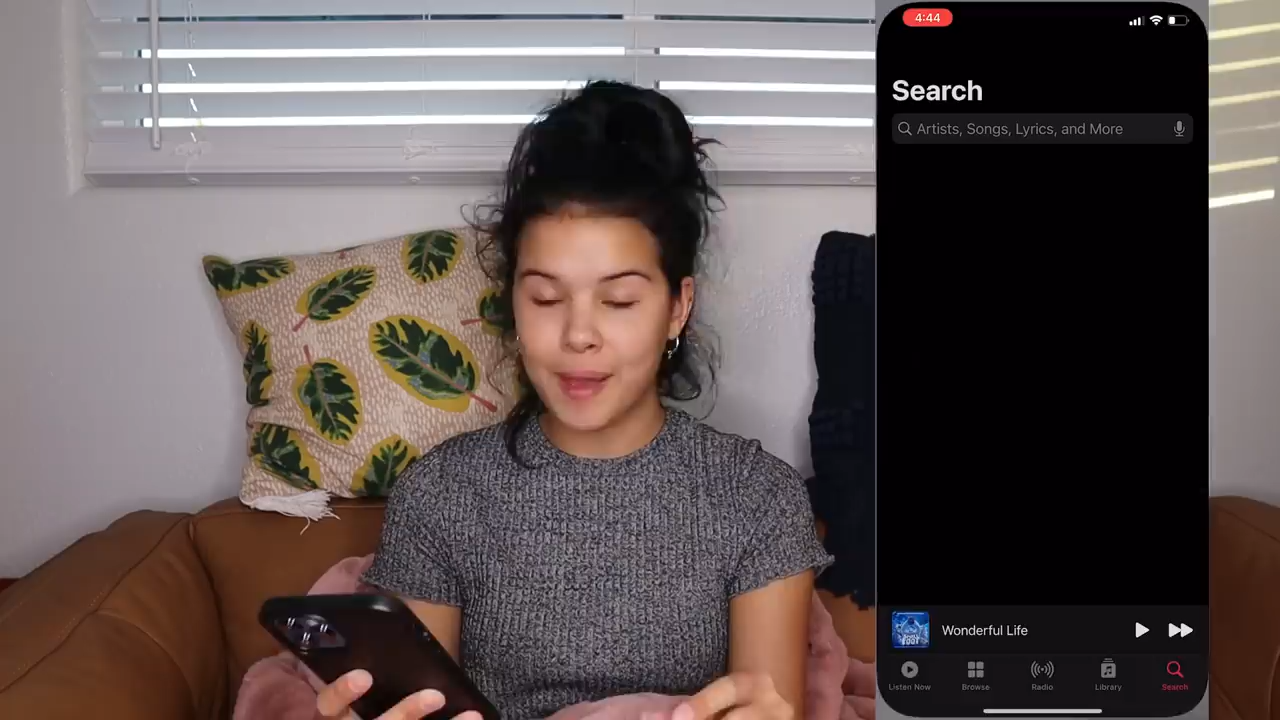 4:44
Search
Artists, Songs, Lyrics, and More
Wonderful Life
Listen Now
Browse
Radio
Library
Search